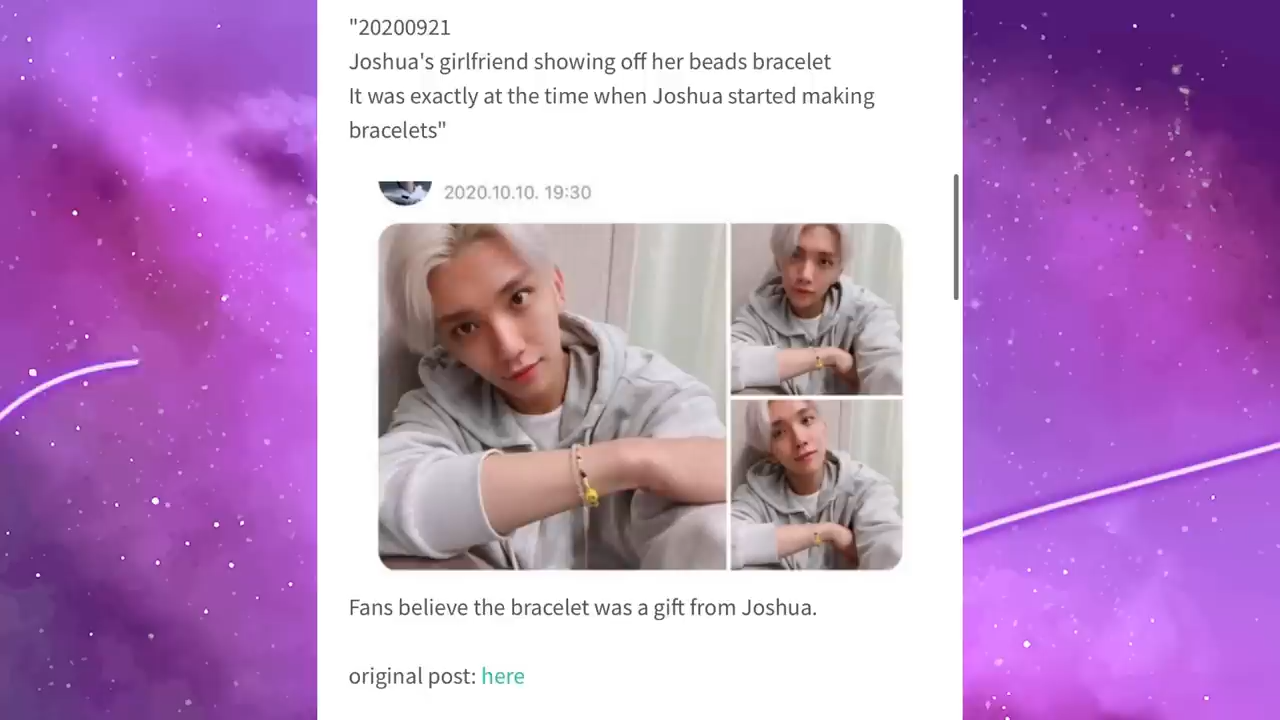 "20200921
Joshua's girlfriend showing off her beads bracelet
It was exactly at the time when Joshua started making
bracelets"
2020.10.10. 19:30
Fans believe the bracelet was a gift from Joshua.
original post: here